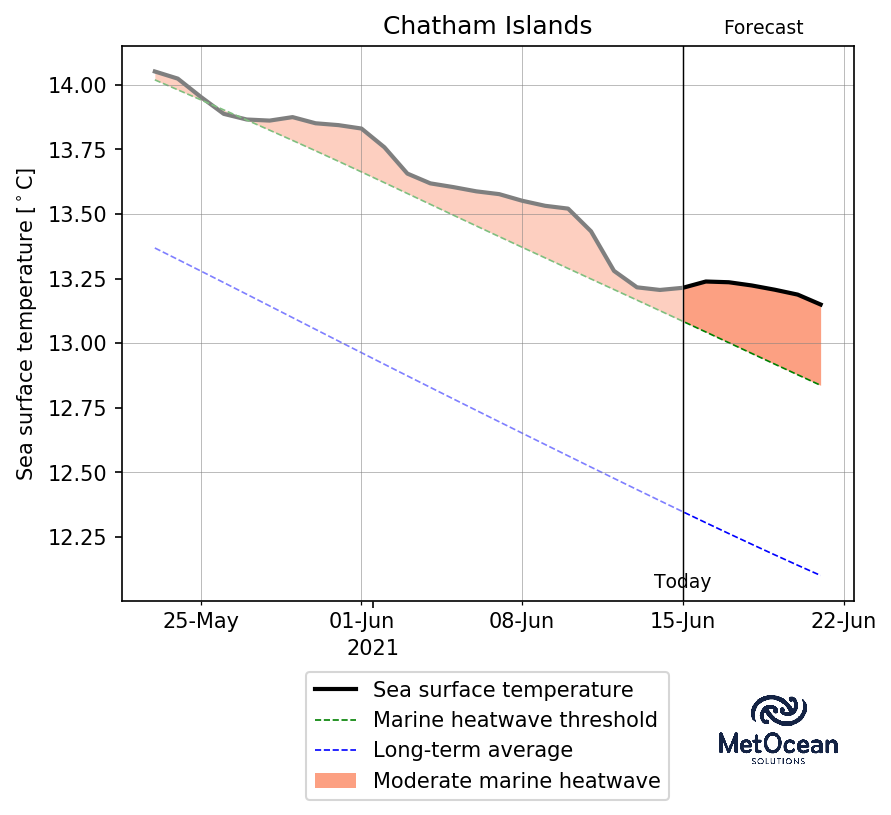 Chatham Islands
Forecast
Sea surface temperature [°C]
14.00
13.75
13.50
13.25
13.00
12.75
12.50
12.25
Today
25-May
01-Jun
08-Jun
15-Jun
22-Jun
2021
Sea surface temperature
Marine heatwave threshold
Long-term average
Moderate marine heatwave
MetOcean
SOLUTIONS